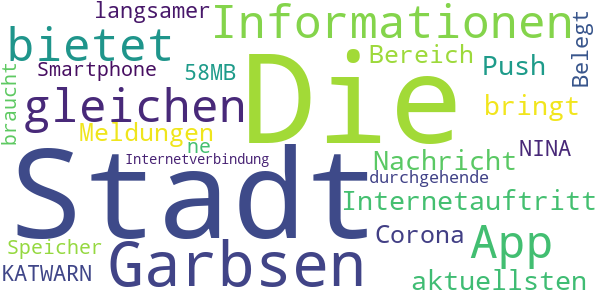 langsamer
Informationen
Belegt
bietet
Die
Bereich
Smartphone
58MB
Push
braucht
gleichen
bringt
Meldungen
ne
NINA
Internetverbindung
Nachricht
Stadt
durchgehende
Internetauftritt
Garbsen
Corona
App
Speicher
KATWARN
aktuellsten